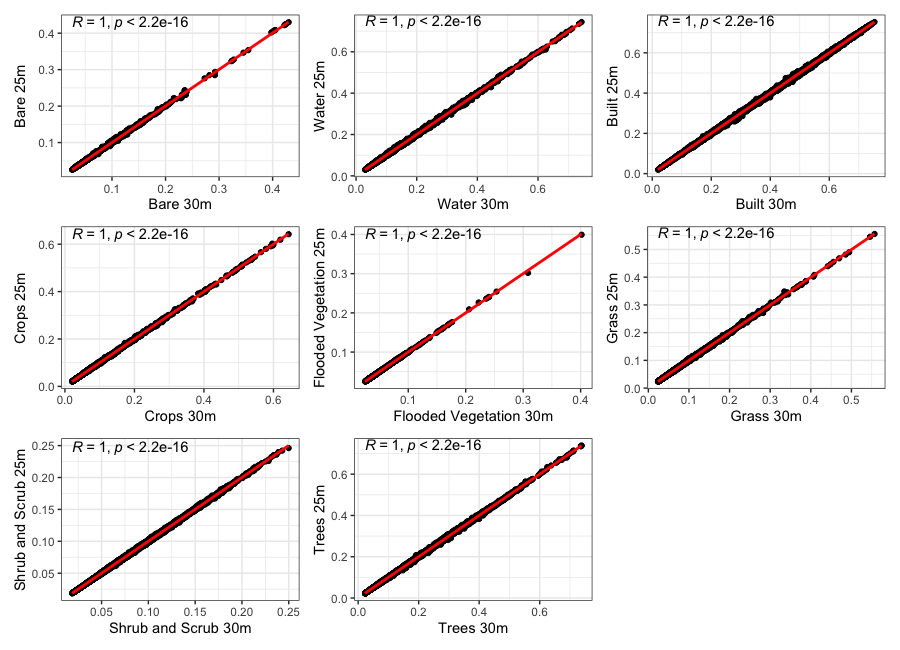 R = 1, p < 2.2e-16
Bare 25m
0.4
0.3
0.2
0.1
0.1 0.2 0.3 0.4
Bare 30m
R = 1, p < 2.2e-16
Water 25m
0.6
0.4
0.2
0.0
0.0 0.2 0.4 0.6
Water 30m
R = 1, p < 2.2e-16
Built 25m
0.6
0.4
0.2
0.0
0.0 0.2 0.4 0.6
Built 30m
R = 1, p < 2.2e-16
Crops 25m
0.6
0.4
0.2
0.0
0.0 0.2 0.4 0.6
Crops 30m
R = 1, p < 2.2e-16
Flooded Vegetation 25m
0.4
0.3
0.2
0.1
0.1 0.2 0.3 0.4
Flooded Vegetation 30m
R = 1, p < 2.2e-16
Grass 25m
0.5
0.4
0.3
0.2
0.1
0.0
0.0 0.1 0.2 0.3 0.4 0.5
Grass 30m
R = 1, p < 2.2e-16
Shrub and Scrub 25m
0.25
0.20
0.15
0.10
0.05
0.05 0.10 0.15 0.20 0.25
Shrub and Scrub 30m
R = 1, p < 2.2e-16
Trees 25m
0.6
0.4
0.2
0.0
0.0 0.2 0.4 0.6
Trees 30m